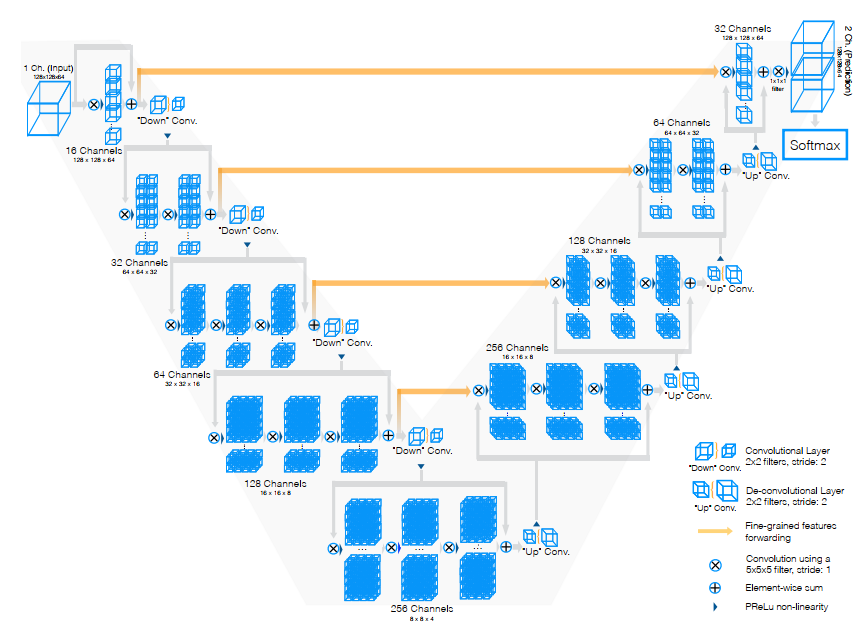 1 Ch. (Input)
128x128x64
"Down" Conv.
16 Channels
128 x 128 x 64
"Down" Conv.
32 Channels
64 x 64 x 32
"Down" Conv.
64 Channels
32 x 32 x 16
"Down" Conv.
128 Channels
16 x 16 x 8
256 Channels
8 x 8 x 4
"Up" Conv.
256 Channels
16 x 16 x 8
"Up" Conv.
128 Channels
32 x 32 x 16
"Up" Conv.
64 Channels
64 x 64 x 32
"Up" Conv.
32 Channels
128 x 128 x 64
1x1x1
filter
2 Ch. (Prediction)
128x128x64
Softmax
"Down" Conv.
Convolutional Layer
2x2 filters, stride: 2
"Up" Conv.
De-convolutional Layer
2x2 filters, stride: 2
Fine-grained features
forwarding
Convolution using a
5x5x5 filter, stride: 1
Element-wise sum
PReLu non-linearity